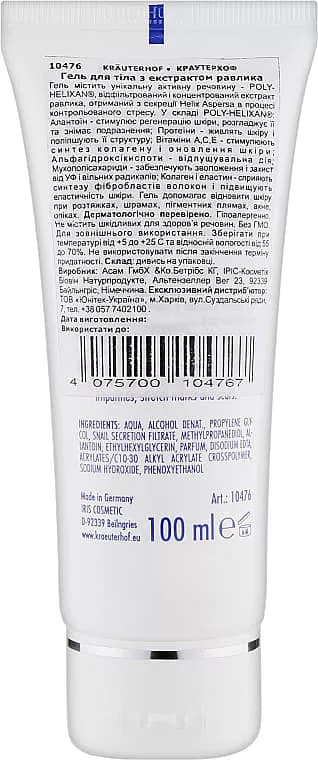 10476 KRÄUTERHOF • КРАУТЕРХОФ
Гель для тіла з екстрактом равлика
Гель містить унікальну активну речовину - POLY-
HELIXAN®, відфільтрований і концентрований екстракт
равлика, отриманий з секреції Helix Aspersa в процесі
контрольованого стресу. У складі POLY-HELIXAN®:
Алантоїн - стимулює регенерацію шкіри, розгладжує її
та знімає подразнення; Протеїни - живлять шкіру і
поліпшують її структуру; Вітаміни А,С,Е - стимулюють
синтез колагену і оновлення шкіри;
Альфагідроксікислоти - відлущувальна дія;
Мухополісахариди - забезпечують зволоження і захист
від УФ і вільних радикалів; Колаген і еластин - сприяють
синтезу фібробластів волокон і підвищують
еластичність шкіри. Гель допомагає відновити шкіру
при розтяжках, шрамах, пігментних плямах, акне,
опіках. Дерматологічно перевірено. Гіпоалергенно.
Не містить шкідливих для здоров'я речовин. Без ГМО.
Для зовнішнього використання. Зберігати при
температурі від +5 до +25 С та відносній вологості від 55
до 70%. Не використовувати після закінчення терміну
придатності. Склад: дивись на упаковці.
Виробник: Асам ГмбХ &Ко.Бетрібс КГ, ІРІС-Косметік
Біовін Натурпродукте, Альтенzеллер Вег 23, 92339
Байльнгріс, Німеччина. Ексклюзивний дистриб'ютор:
ТОВ «Юнітек-Україна», м.Харків, вул.Суздальські ряди,
7, т.+38 057 7402100 .
Дата виготовлення:
Використати до:
4 075700 104767
impurities, stretch marks and scars.
INGREDIENTS: AQUA, ALCOHOL DENAT., PROPYLENE GLY-
COL, SNAIL SECRETION FILTRATE, METHYLPROPANEDIOL, AL-
LANTOIN, ETHYLHEXYLGLYCERIN, PARFUM, DISODIUM EDTA,
ACRYLATES/C10-30 ALKYL ACRYLATE CROSSPOLYMER,
SODIUM HYDROXIDE, PHENOXYETHANOL
Made in Germany
IRIS COSMETIC
D-92339 Beilngries
www.kraeuterhof.eu
Art.: 10476
100 ml e